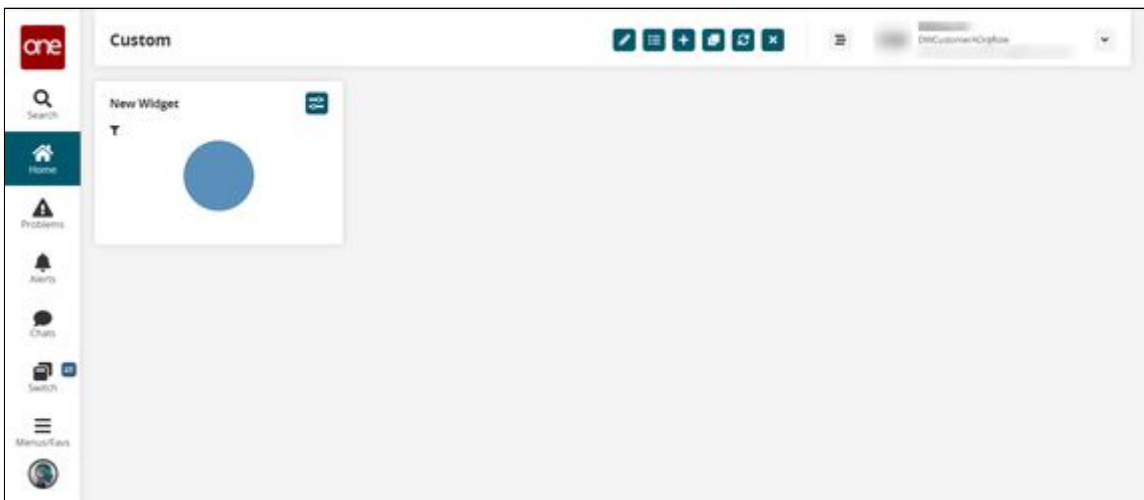 one
Custom
Search
New Widget
Home
Problems
Alerts
Chats
Switch
Menus/Favs